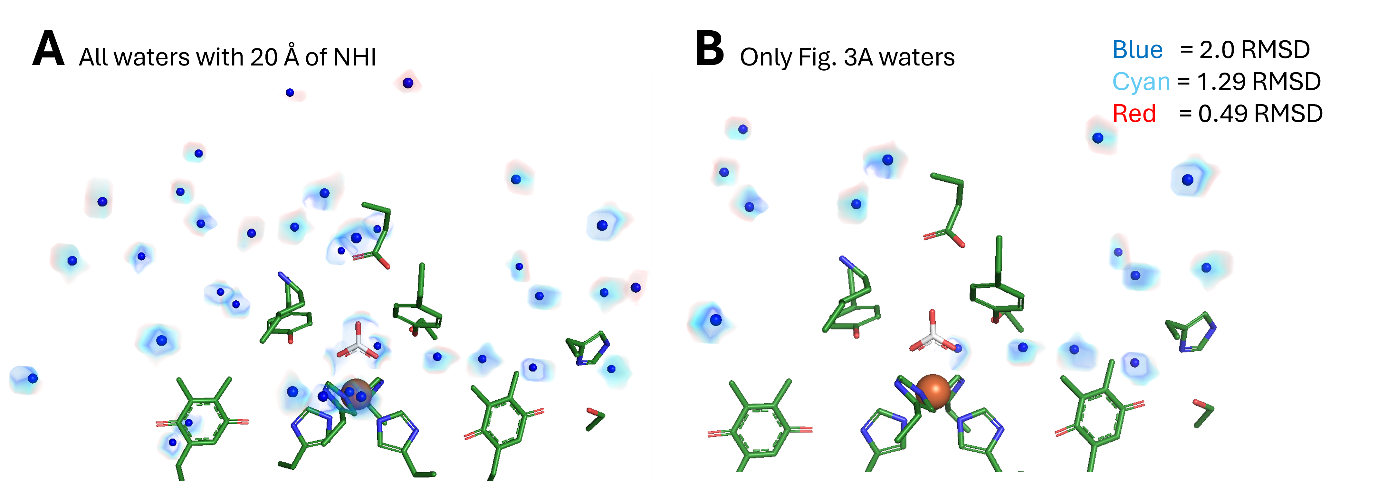 A All waters with 20 Å of NHI
B Only Fig. 3A waters
Blue = 2.0 RMSD
Cyan = 1.29 RMSD
Red = 0.49 RMSD